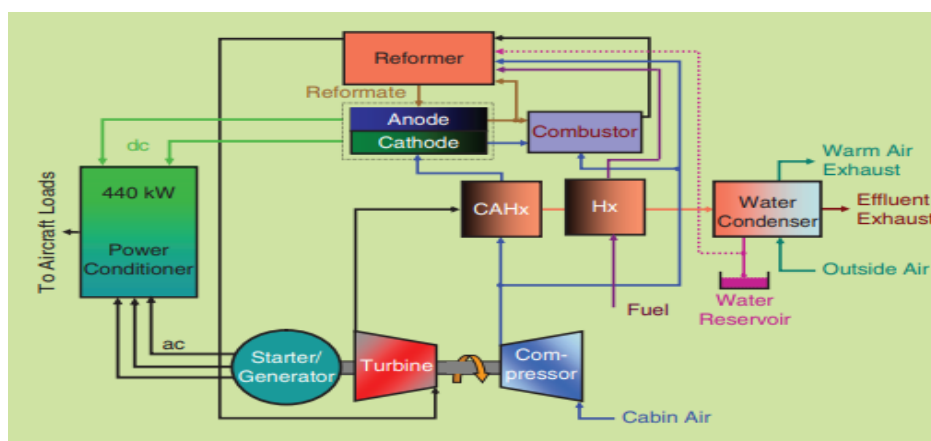 Reformer
Reformate
Anode
Cathode
Combustor
dc
440 kW
Power
Conditioner
To Aircraft Loads
CAHx
Hx
Water
Condenser
Warm Air
Exhaust
Effluent
Exhaust
Outside Air
Water
Reservoir
Fuel
ac
Starter/
Generator
Turbine
Com-
pressor
Cabin Air